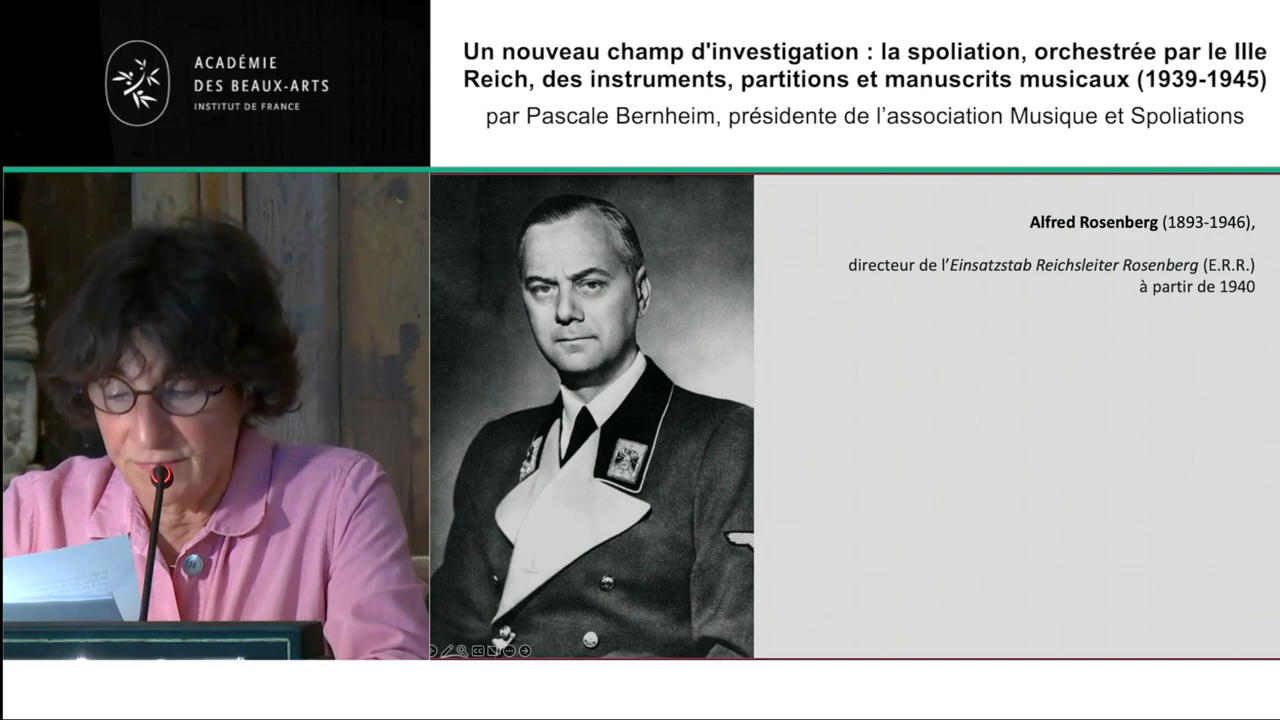 ACADÉMIE
DES BEAUX-ARTS
INSTITUT DE FRANCE
Un nouveau champ d'investigation : la spoliation, orchestrée par le IIIe
Reich, des instruments, partitions et manuscrits musicaux (1939-1945)
par Pascale Bernheim, présidente de l’association Musique et Spoliations
Alfred Rosenberg (1893-1946),
directeur de l’Einsatzstab Reichsleiter Rosenberg (E.R.R.)
à partir de 1940